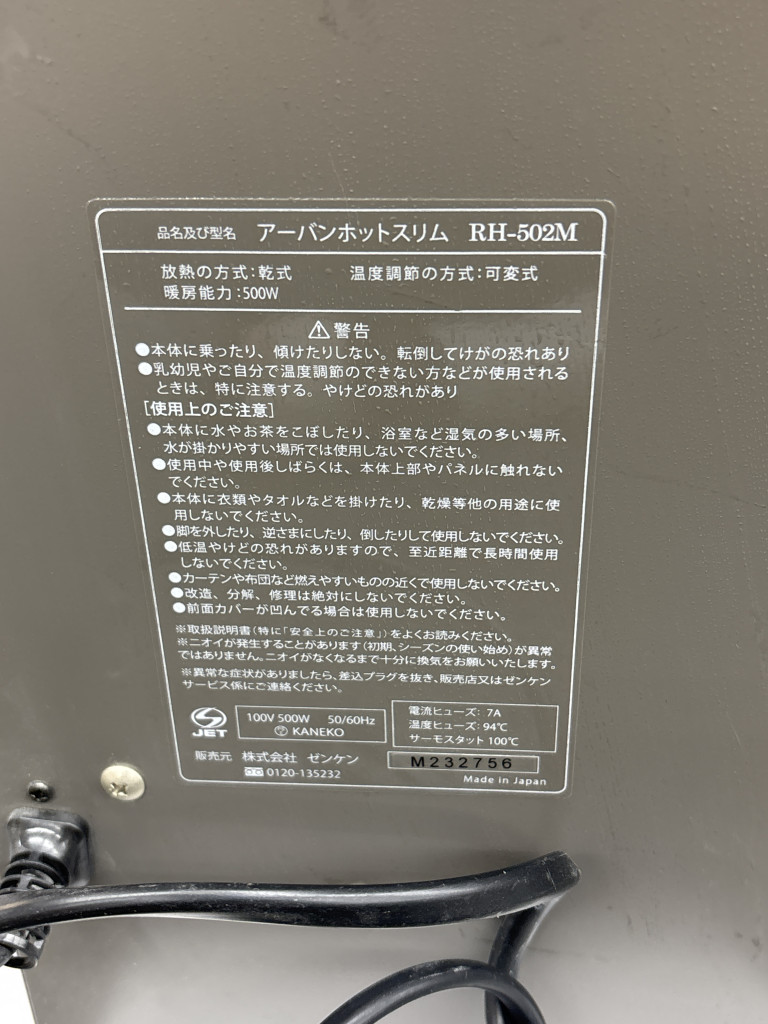 品名及び型名 アーバンホットスリム RH-502M
放熱の方式:乾式 温度調節の方式:可変式
暖房能力:500W
⚠警告
●本体に乗ったり、傾けたりしない。転倒してけがの恐れあり
●乳幼児やご自分で温度調節のできない方などが使用される
ときは、特に注意する。やけどの恐れがあり
[使用上のご注意]
●本体に水やお茶をこぼしたり、浴室など湿気の多い場所、
水が掛かりやすい場所では使用しないでください。
●使用中や使用後しばらくは、本体上部やパネルに触れない
でください。
●本体に衣類やタオルなどを掛けたり、乾燥等他の用途に使
用しないでください。
●脚を外したり、逆さまにしたり、倒したりして使用しないでください。
●低温やけどの恐れがありますので、至近距離で長時間使用
しないでください。
●カーテンや布団など燃えやすいものの近くで使用しないでください。
●改造、分解、修理は絶対にしないでください。
●前面カバーが凹んでる場合は使用しないでください。
※取扱説明書(特に「安全上のご注意」)をよくお読みください。
※ニオイが発生することがあります(初期、シーズンの使い始め)が異常
ではありません。ニオイがなくなるまで十分に換気をお願いいたします。
※異常な症状がありましたら、差込プラグを抜き、販売店又はゼンケン
サービス係にご連絡ください。
JET
100V 500W 50/60Hz
KANEKO
電流ヒューズ: 7A
温度ヒューズ: 94℃
サーモスタット 100℃
販売元 株式会社 ゼンケン
0120-135232
M232756
Made in Japan